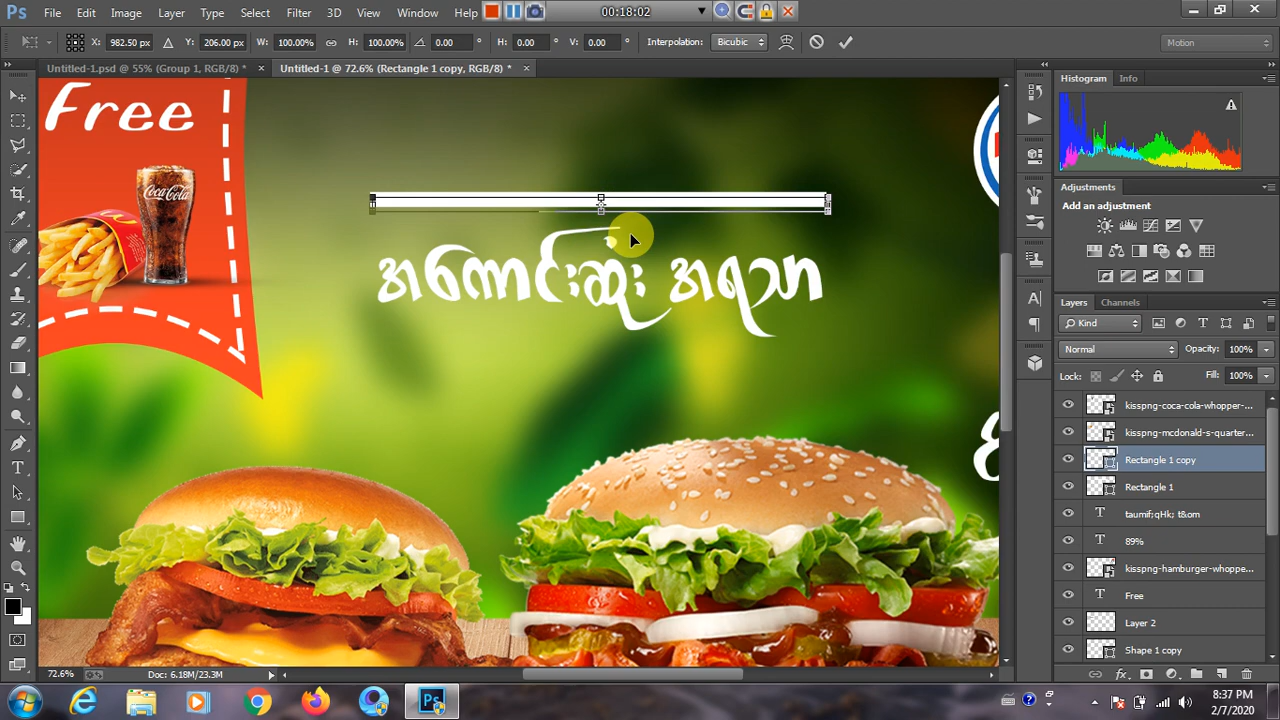 Ps File Edit Image Layer Type Select Filter 3D View Window Help 00:18:02
X: 982.50 px Y: 206.00 px W: 100.00% H: 100.00% 0.00 ° H: 0.00 ° V: 0.00 ° Interpolation: Bicubic Motion
Untitled-1.psd @ 55% (Group 1, RGB/8) * × Untitled-1 @ 72.6% (Rectangle 1 copy, RGB/8) * ×
Histogram Info
Free
Coca-Cola
အကောင်းဆုံး အရသာ
Adjustments
Add an adjustment
Layers Channels
Kind
Normal Opacity: 100%
Lock: Fill: 100%
kisspng-coca-cola-whopper-...
kisspng-mcdonald-s-quarter...
Rectangle 1 copy
Rectangle 1
taumif;qHk; t&om
89%
kisspng-hamburger-whoppe...
Free
Layer 2
Shape 1 copy
72.6% Doc: 6.18M/23.3M
8:37 PM
2/7/2020